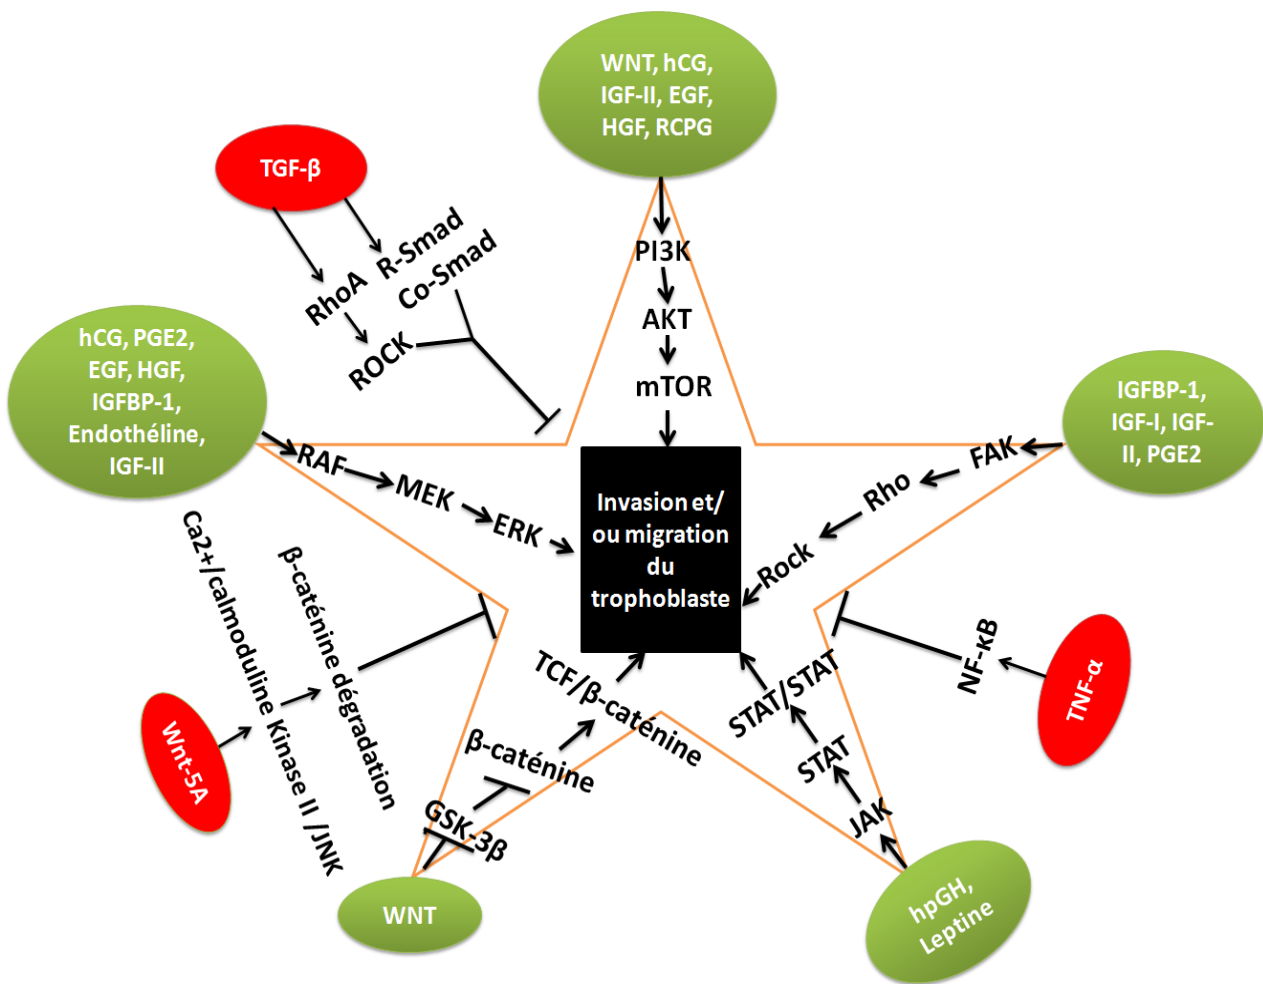 WNT, hCG,
IGF-II, EGF,
HGF, RCPG
TGF-β
R-Smad
Co-Smad
RhoA
ROCK
PI3K
AKT
mTOR
hCG, PGE2,
EGF, HGF,
IGFBP-1,
Endothéline,
IGF-II
RAF
MEK
ERK
IGFBP-1,
IGF-I, IGF-
II, PGE2
FAK
Rho
Rock
Invasion et/
ou migration
du
trophoblaste
Ca2+/calmoduline Kinase II /JNK
β-caténine dégradation
Wnt-5A
TCF/β-caténine
β-caténine
GSK-3β
WNT
STAT/STAT
STAT
JAK
hpGH,
Leptine
NF-κB
TNF-α